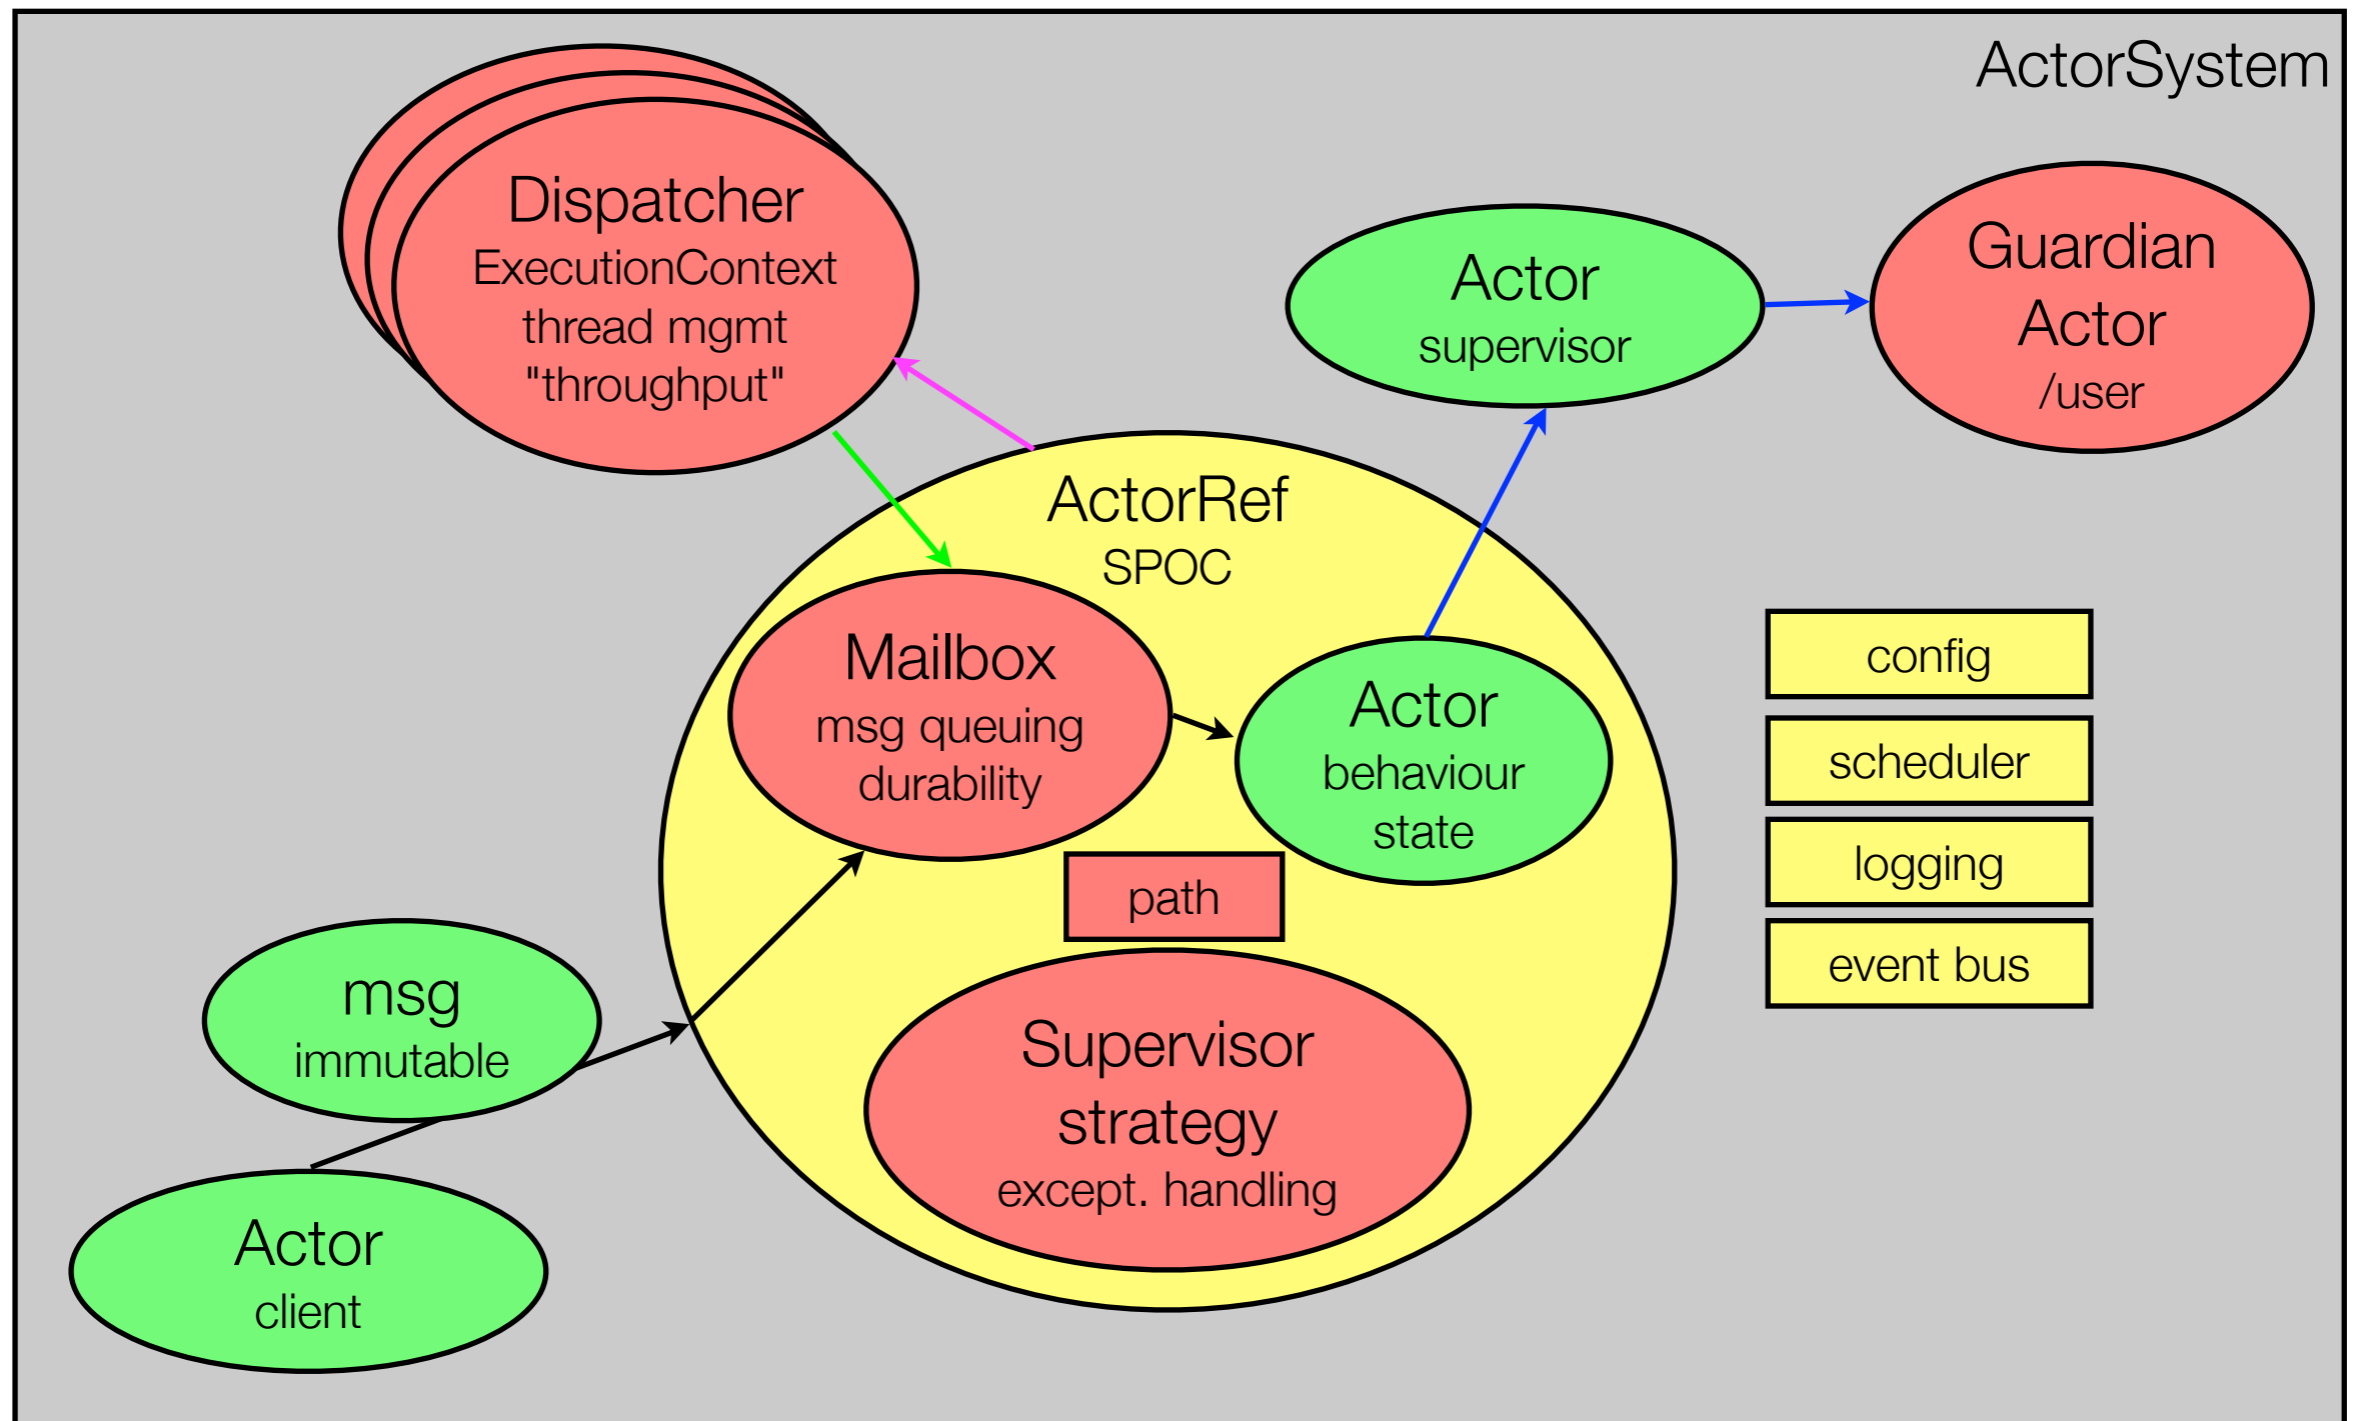 ActorSystem
Dispatcher
ExecutionContext
thread mgmt
"throughput"
Actor
supervisor
Guardian
Actor
/user
ActorRef
SPOC
Mailbox
msg queuing
durability
Actor
behaviour
state
path
Supervisor
strategy
except. handling
config
scheduler
logging
event bus
msg
immutable
Actor
client